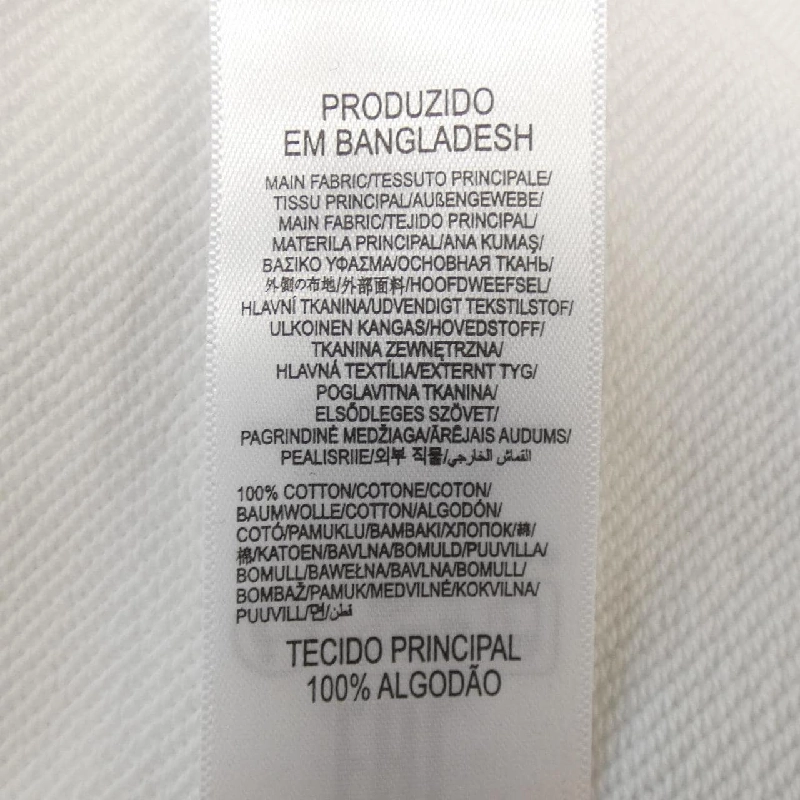 PRODUZIDO
EM BANGLADESH
MAIN FABRIC/TESSUTO PRINCIPALE/
TISSU PRINCIPAL/AUßENGEWEBE/
MAIN FABRIC/TEJIDO PRINCIPAL/
MATERILA PRINCIPAL/ANA KUMAŞ/
ΒΑΣΙΚΟ ΥΦΑΣΜΑ/ОСНОВНАЯ ТКАНЬ/
外側の布地/外部面料/HOOFDWEEFSEL/
HLAVNÍ TKANINA/UDVENDIGT TEKSTILSTOF/
ULKOINEN KANGAS/HOVEDSTOFF/
TKANINA ZEWNĘTRZNA/
HLAVNÁ TEXTÍLIA/EXTERNT TYG/
POGLAVITNA TKANINA/
ELSŐDLEGES SZÖVET/
PAGRINDINĖ MEDŽIAGA/ĀRĒJAIS AUDUMS/
PEALISRIIE/외부 직물/القماش الخارجي/
100% COTTON/COTONE/COTON/
BAUMWOLLE/COTTON/ALGODÓN/
COTÓ/PAMUKLU/BAMBAKI/ХЛОПОК/綿/
棉/KATOEN/BAVLNA/BOMULD/PUUVILLA/
BOMULL/BAWEŁNA/BAVLNA/BOMULL/
BOMBAŽ/PAMUK/MEDVILNĖ/KOKVILNA/
PUUVILL/면/قطن
TECIDO PRINCIPAL
100% ALGODÃO